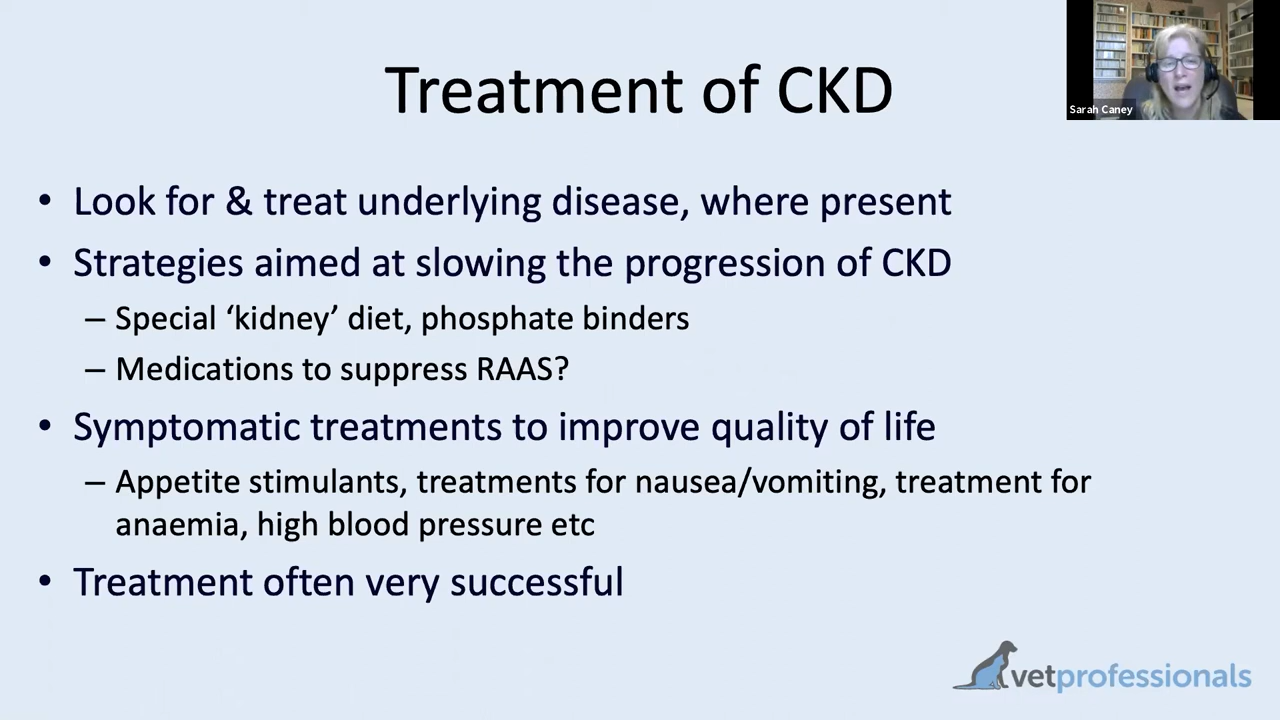 Treatment of CKD
Sarah Caney
• Look for & treat underlying disease, where present
• Strategies aimed at slowing the progression of CKD
– Special ‘kidney’ diet, phosphate binders
– Medications to suppress RAAS?
• Symptomatic treatments to improve quality of life
– Appetite stimulants, treatments for nausea/vomiting, treatment for
anaemia, high blood pressure etc
• Treatment often very successful
vetprofessionals